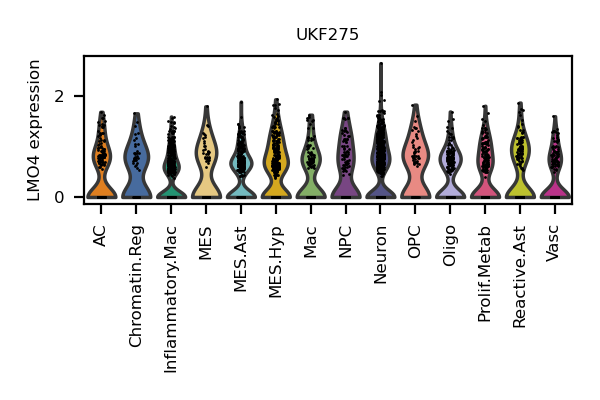 UKF275
LMO4 expression
2
0
AC
Chromatin.Reg
Inflammatory.Mac
MES
MES.Ast
MES.Hyp
Mac
NPC
Neuron
OPC
Oligo
Prolif.Metab
Reactive.Ast
Vasc